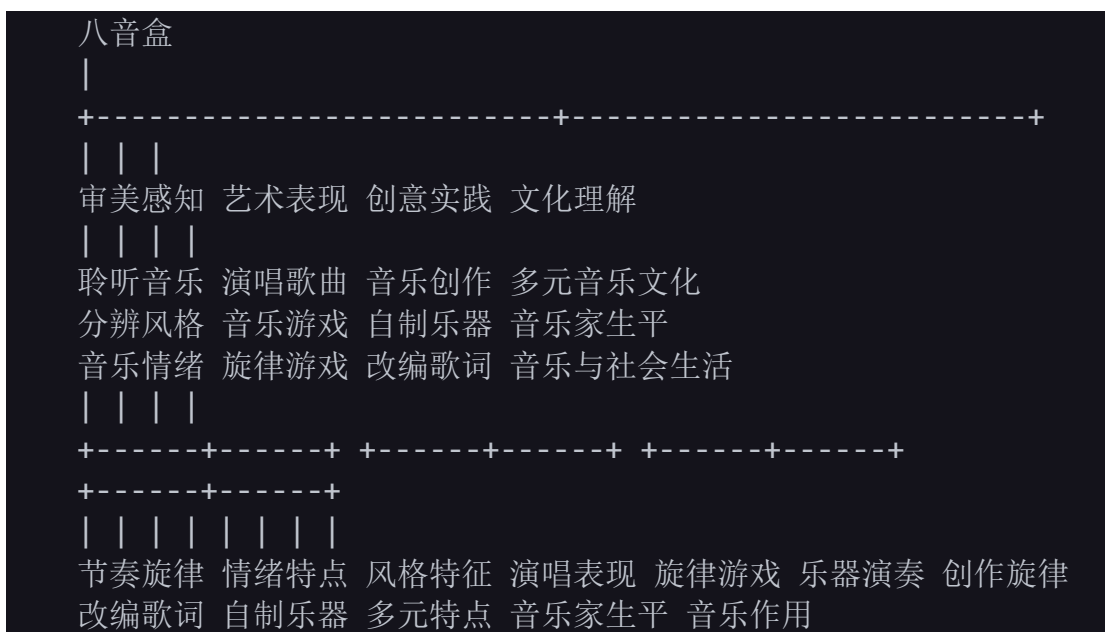 八音盒
|
+--------------------------+--------------------------+
| | |
审美感知 艺术表现 创意实践 文化理解
| | | |
聆听音乐 演唱歌曲 音乐创作 多元音乐文化
分辨风格 音乐游戏 自制乐器 音乐家生平
音乐情绪 旋律游戏 改编歌词 音乐与社会生活
| | | |
+------+------+ +------+------+ +------+------+
+------+------+
| | | | | | | |
节奏旋律 情绪特点 风格特征 演唱表现 旋律游戏 乐器演奏 创作旋律
改编歌词 自制乐器 多元特点 音乐家生平 音乐作用